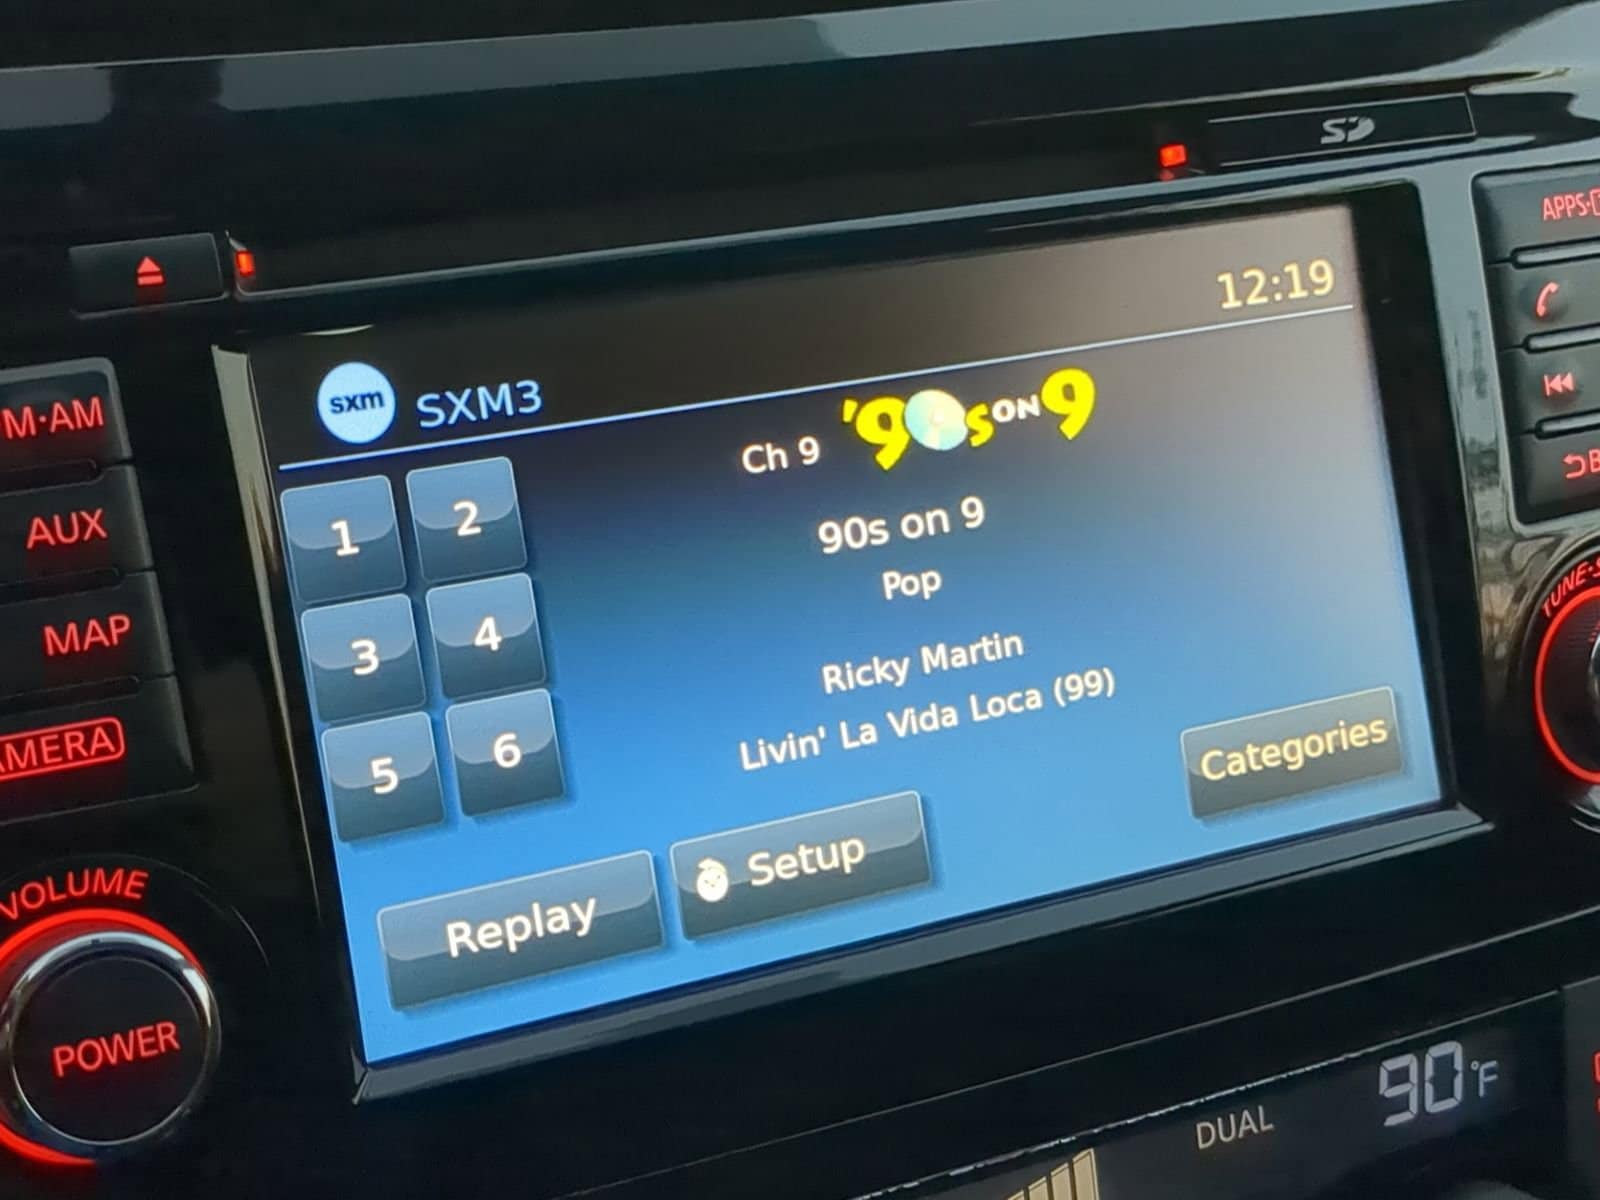 SD
APPS
12:19
sxm SXM3
M·AM
Ch 9 '90s ON 9
1 2
90s on 9
AUX
Pop
3 4
MAP
Ricky Martin
Livin' La Vida Loca (99)
5 6
Categories
AMERA
Setup
Replay
VOLUME
POWER
TUNE·S
B
DUAL
90°F